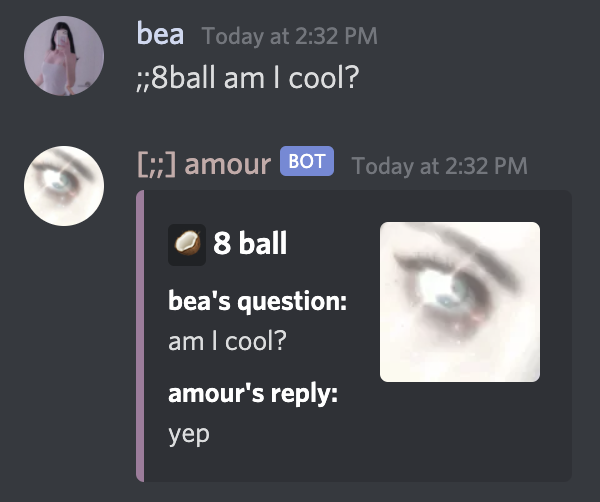 bea Today at 2:32 PM
;;8ball am I cool?
[;;] amour BOT Today at 2:32 PM
8 ball
bea's question:
am I cool?
amour's reply:
yep